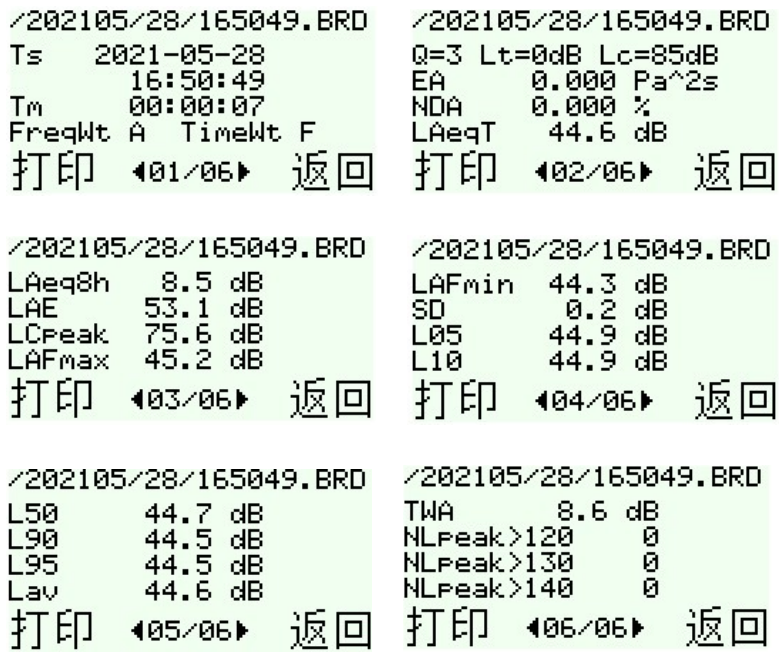 /202105/28/165049.BRD
Ts 2021-05-28
16:50:49
Tm 00:00:07
FreqWt A TimeWt F
打印 ◀01/06▶ 返回
/202105/28/165049.BRD
Q=3 Lt=0dB Lc=85dB
EA 0.000 Pa^2s
NDA 0.000 %
LAeqT 44.6 dB
打印 ◀02/06▶ 返回
/202105/28/165049.BRD
LAeq8h 8.5 dB
LAE 53.1 dB
LCpeak 75.6 dB
LAFmax 45.2 dB
打印 ◀03/06▶ 返回
/202105/28/165049.BRD
LAFmin 44.3 dB
SD 0.2 dB
L05 44.9 dB
L10 44.9 dB
打印 ◀04/06▶ 返回
/202105/28/165049.BRD
L50 44.7 dB
L90 44.5 dB
L95 44.5 dB
Lav 44.6 dB
打印 ◀05/06▶ 返回
/202105/28/165049.BRD
TWA 8.6 dB
NLpeak>120 0
NLpeak>130 0
NLpeak>140 0
打印 ◀06/06▶ 返回